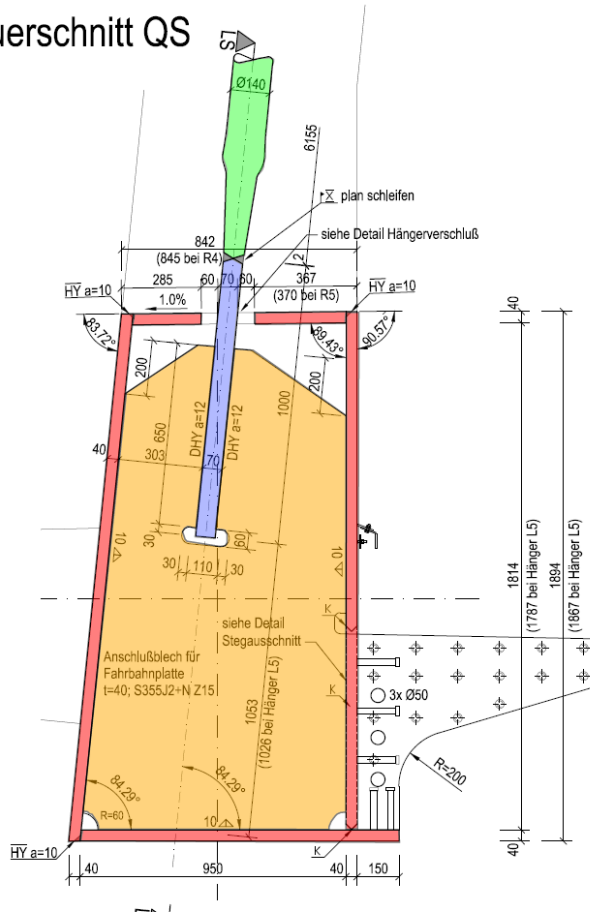 uerschnitt QS
LS
Ø140
6155
X plan schleifen
842
siehe Detail Hängerverschluß
(845 bei R4)
2
285
60
70
60
367
HY a=10
1.0%
(370 bei R5)
HY a=10
40
83.72°
89.43°
90.57°
200
200
650
DHY a=12
DHY a=12
1000
40
303
70
30
60
10
30
110
30
10
1814
(1787 bei Hänger L5)
1894
(1867 bei Hänger L5)
K
siehe Detail
Stegausschnitt
Anschlußblech für
Fahrbahnplatte
t=40; S355J2+N Z15
1053
(1026 bei Hänger L5)
K
3x Ø50
R=200
84.29°
84.29°
R=60
10
HY a=10
K
40
40
950
40
150